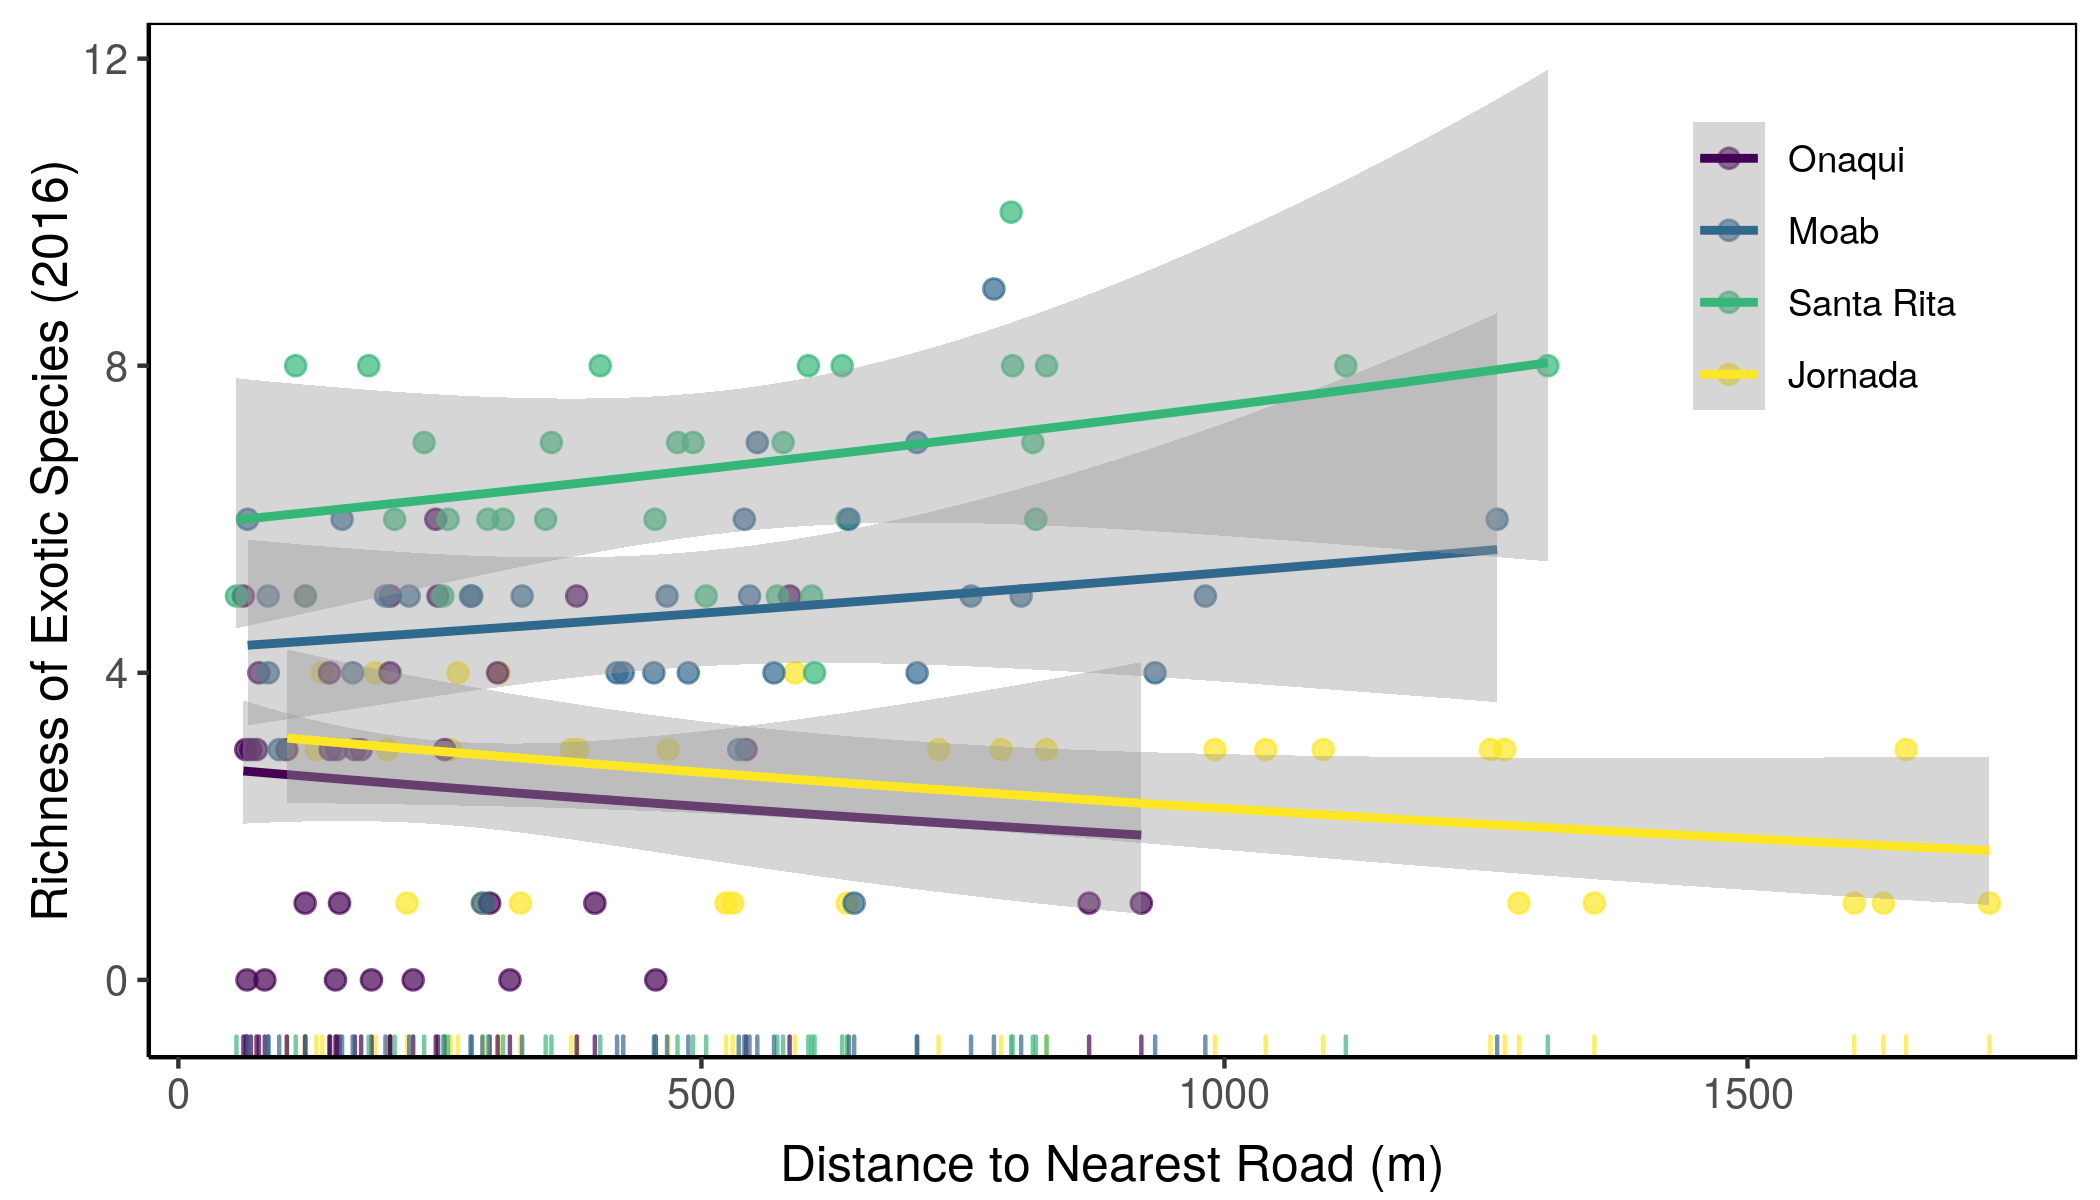 Richness of Exotic Species (2016)
12
8
4
0
Onaqui
Moab
Santa Rita
Jornada
0 500 1000 1500
Distance to Nearest Road (m)